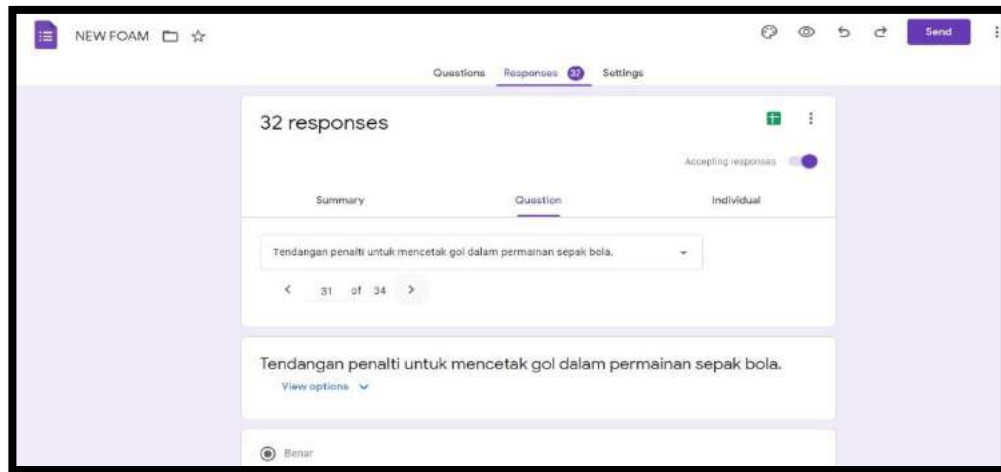 NEW FOAM
Send
Questions Responses 32 Settings
32 responses
Accepting responses
Summary Question Individual
Tendangan penalti untuk mencetak gol dalam permainan sepak bola.
31 of 34
Tendangan penalti untuk mencetak gol dalam permainan sepak bola.
View options
Benar